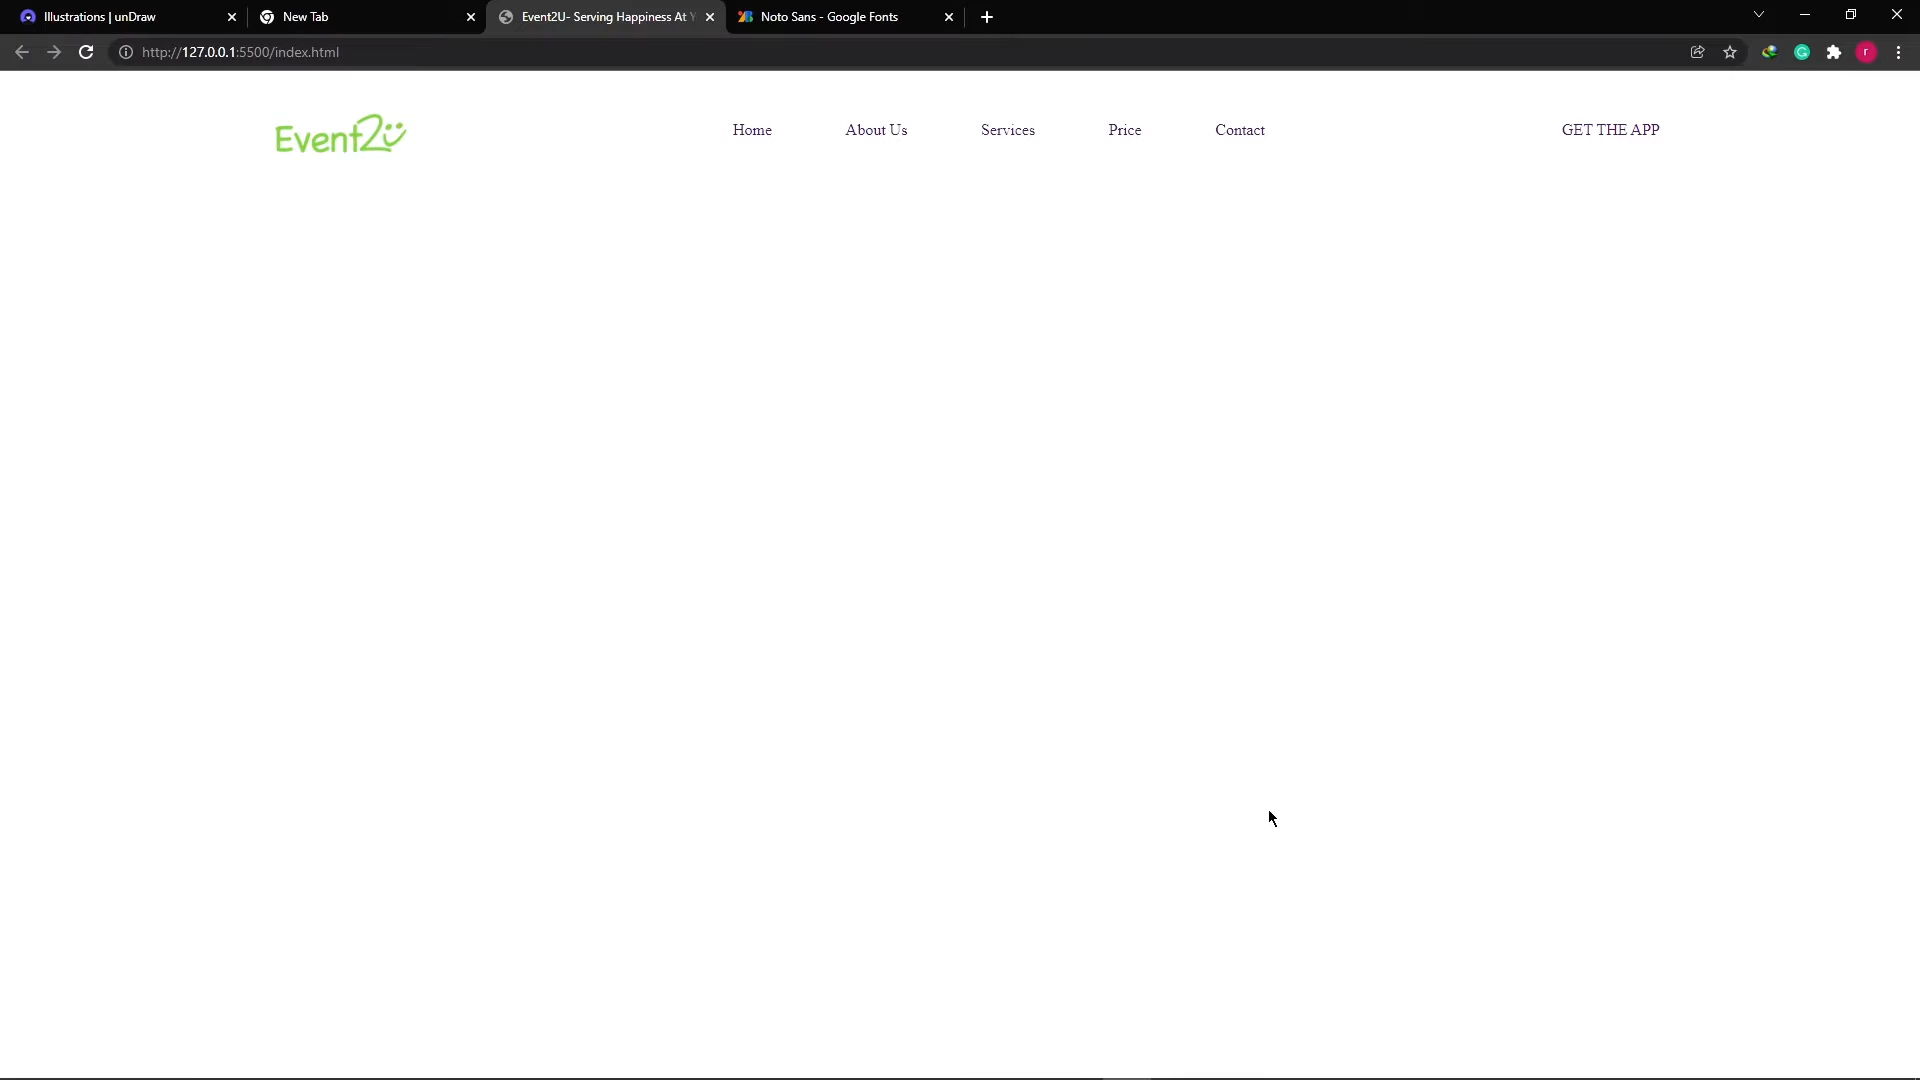 Illustrations | unDraw
New Tab
Event2U- Serving Happiness At Y
Noto Sans - Google Fonts
http://127.0.0.1:5500/index.html
r
Event2U
Home
About Us
Services
Price
Contact
GET THE APP